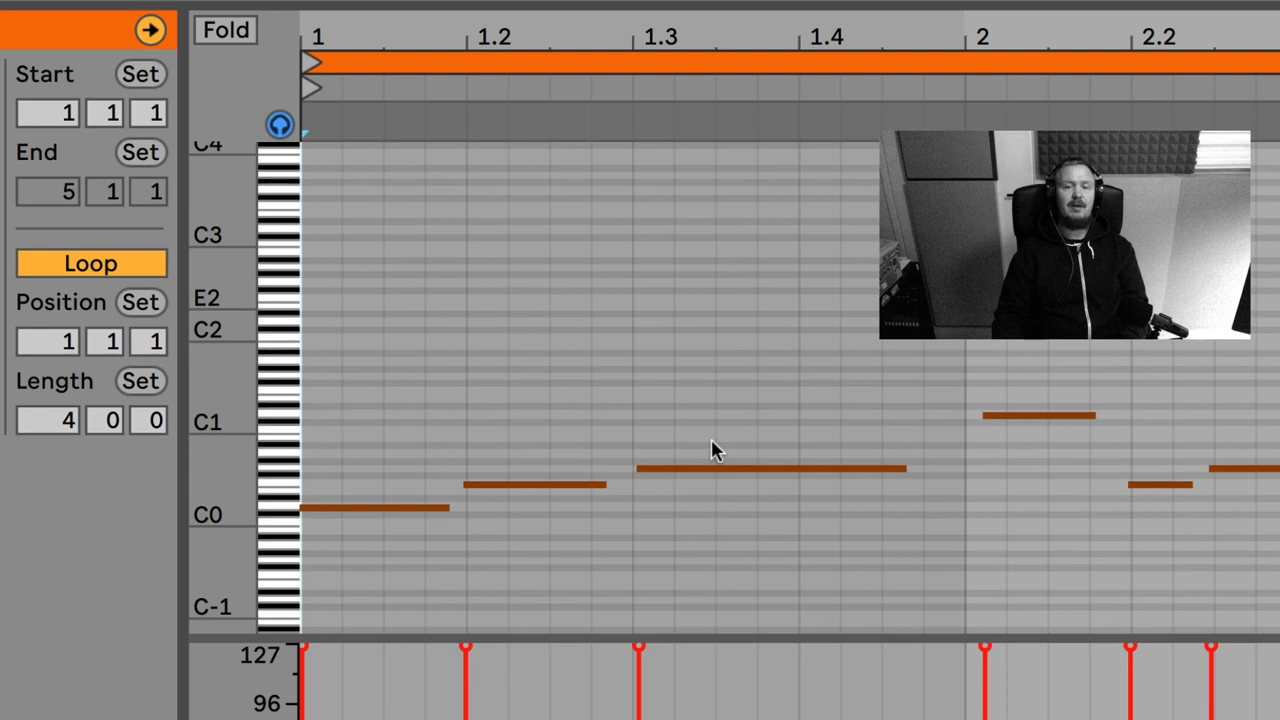 Fold
1 1.2 1.3 1.4 2 2.2
Start Set
1 1 1
End Set
5 1 1
Loop
Position Set
1 1 1
Length Set
4 0 0
C4
C3
E2
C2
C1
C0
C-1
127
96